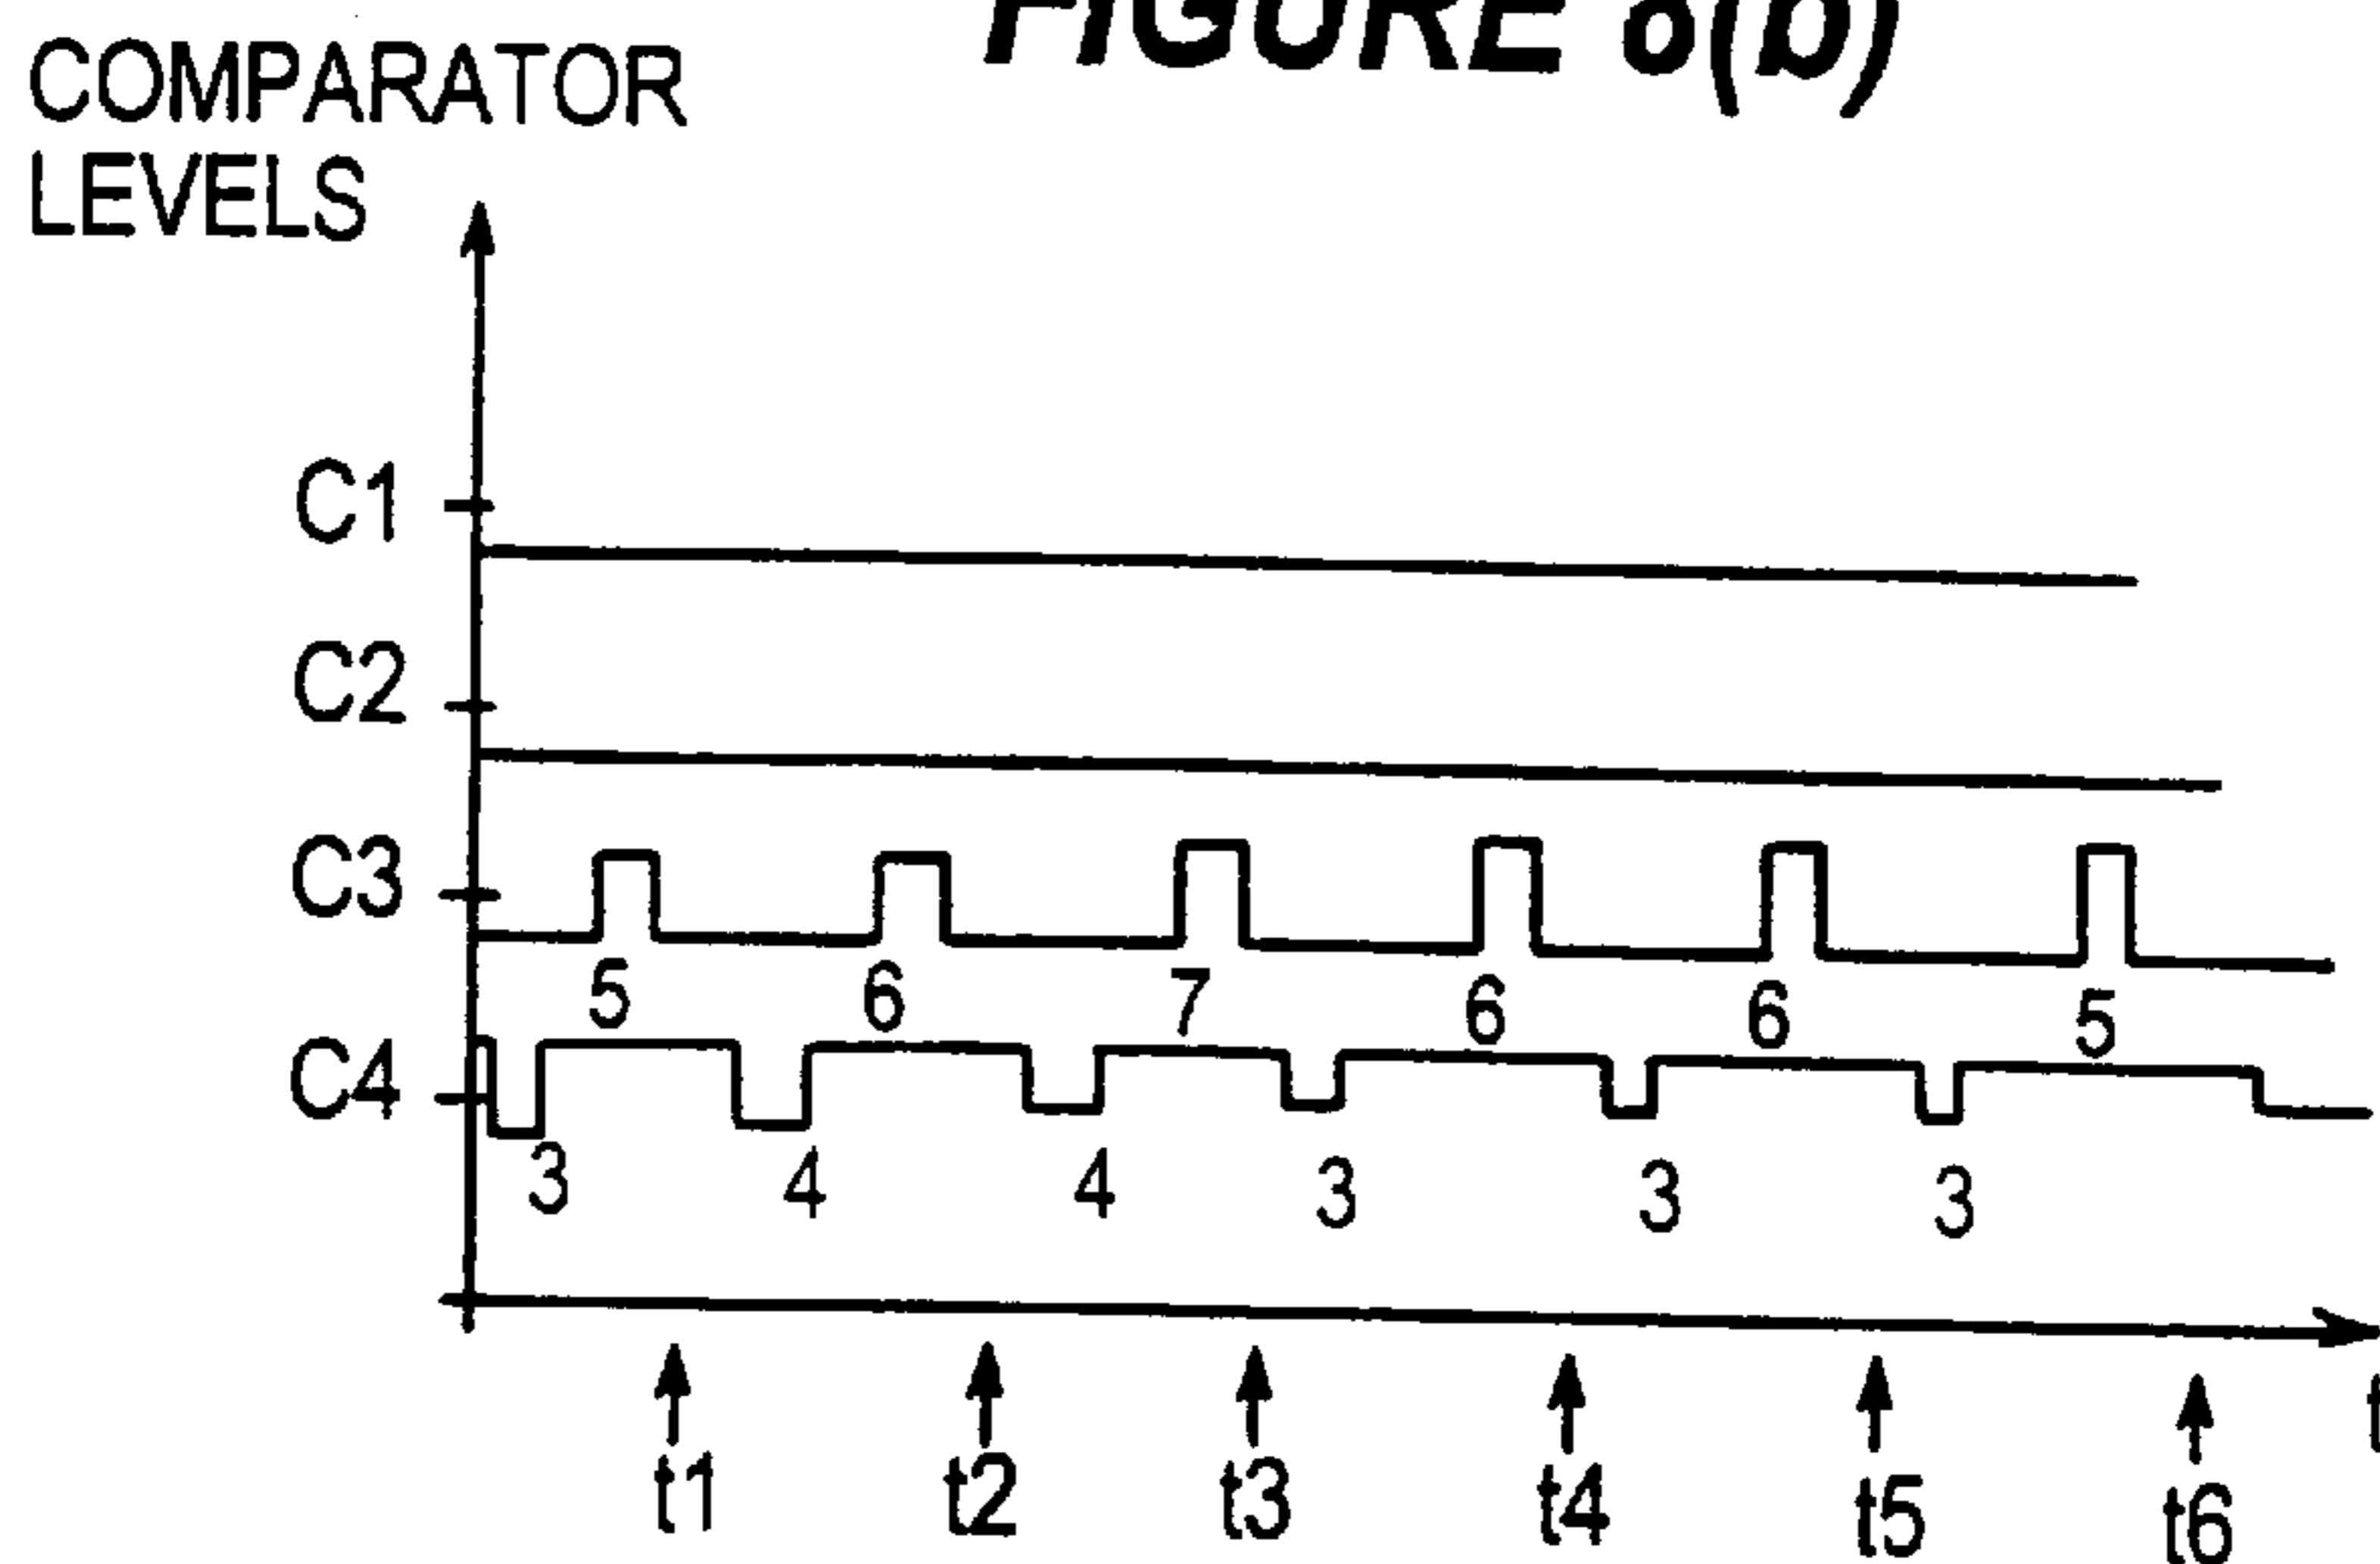 FIGURE 8(b)
COMPARATOR
LEVELS
C1
C2
C3
5 6 7 6 6 5
C4
3 4 4 3 3 3
t1 t2 t3 t4 t5 t6